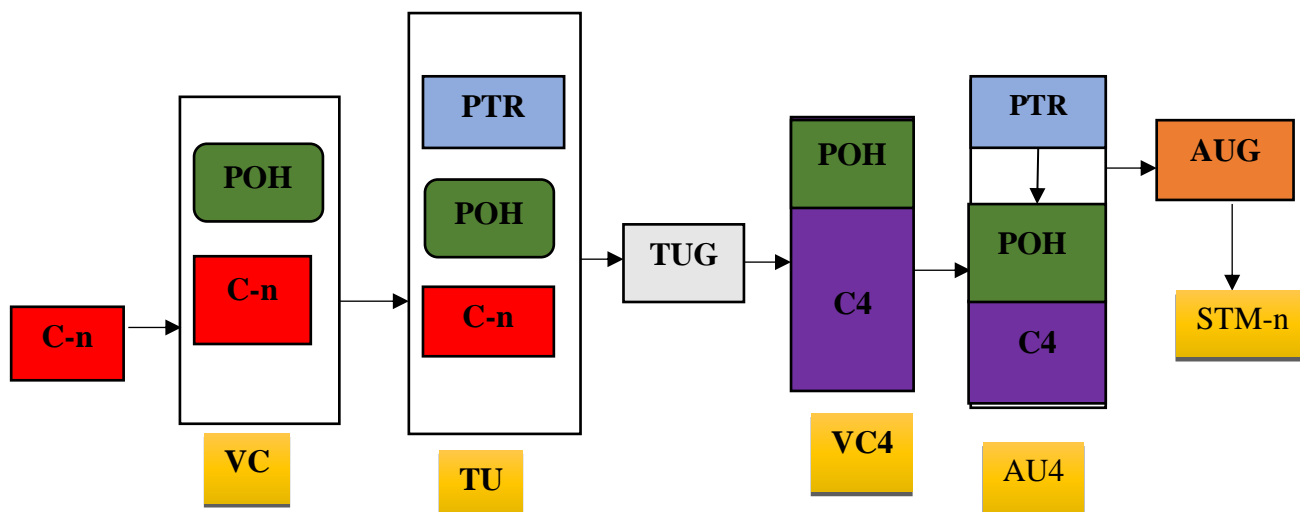 C-n
POH
C-n
VC
PTR
POH
C-n
TU
TUG
POH
C4
VC4
PTR
POH
C4
AU4
AUG
STM-n